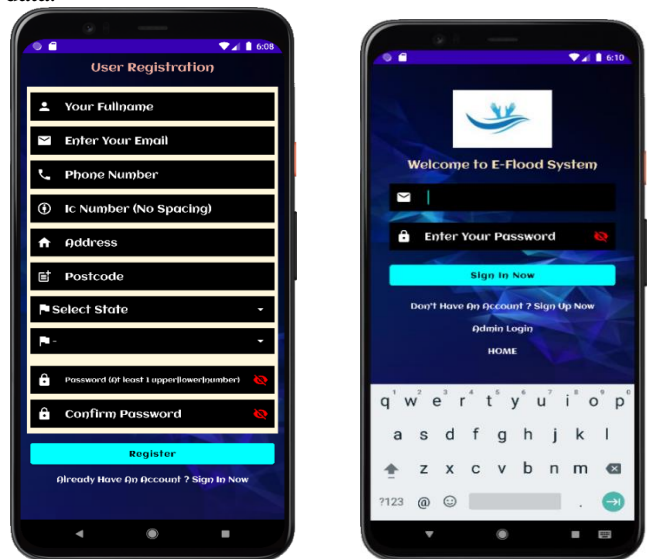 data.
6:08
User Registration
Your Fullname
Enter Your Email
Phone Number
Ic Number (No Spacing)
Address
Postcode
Select State
-
Password (At least 1 upper|lower|number)
Confirm Password
Register
Already Have An Account ? Sign In Now
6:10
Welcome to E-Flood System
Enter Your Password
Sign In Now
Don't Have An Account ? Sign Up Now
Admin Login
HOME
1 2 3 4 5 6 7 8 9 0
q w e r t y u i o p
a s d f g h j k l
z x c v b n m
?123 @ .